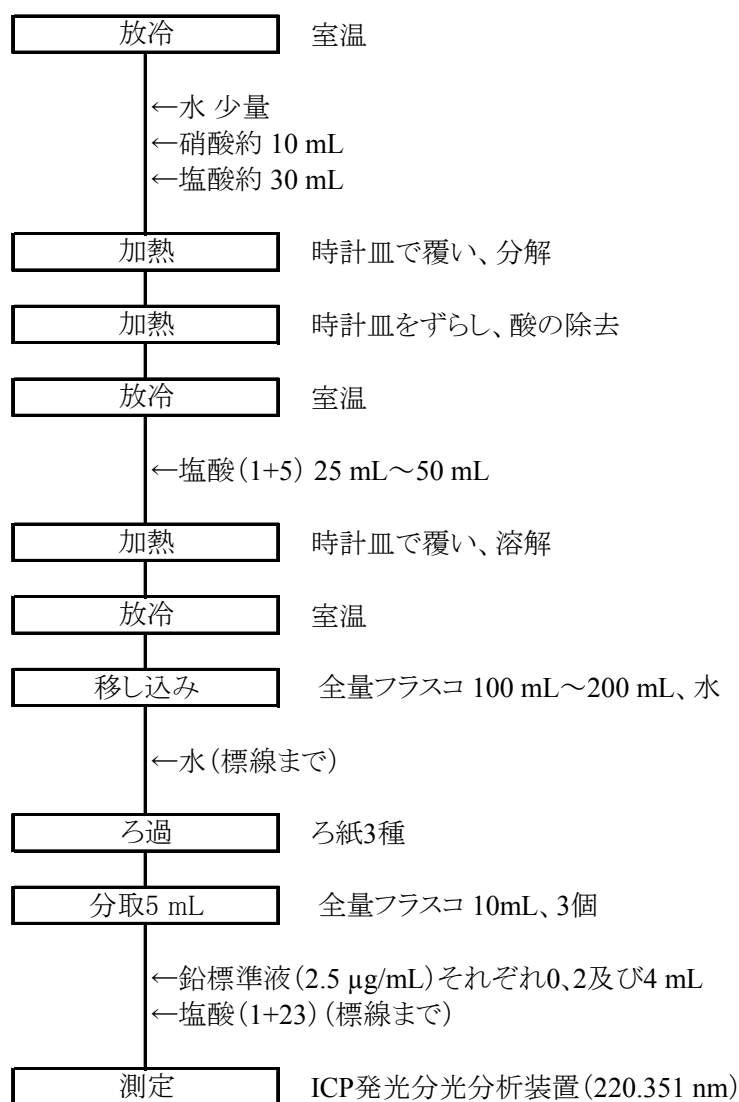 放冷 室温
←水 少量
←硝酸約 10 mL
←塩酸約 30 mL
加熱 時計皿で覆い、分解
加熱 時計皿をずらし、酸の除去
放冷 室温
←塩酸(1+5) 25 mL～50 mL
加熱 時計皿で覆い、溶解
放冷 室温
移し込み 全量フラスコ 100 mL～200 mL、水
←水(標線まで)
ろ過 ろ紙3種
分取5 mL 全量フラスコ 10mL、3個
←鉛標準液(2.5 µg/mL)それぞれ0、2及び4 mL
←塩酸(1+23)(標線まで)
測定 ICP発光分光分析装置(220.351 nm)